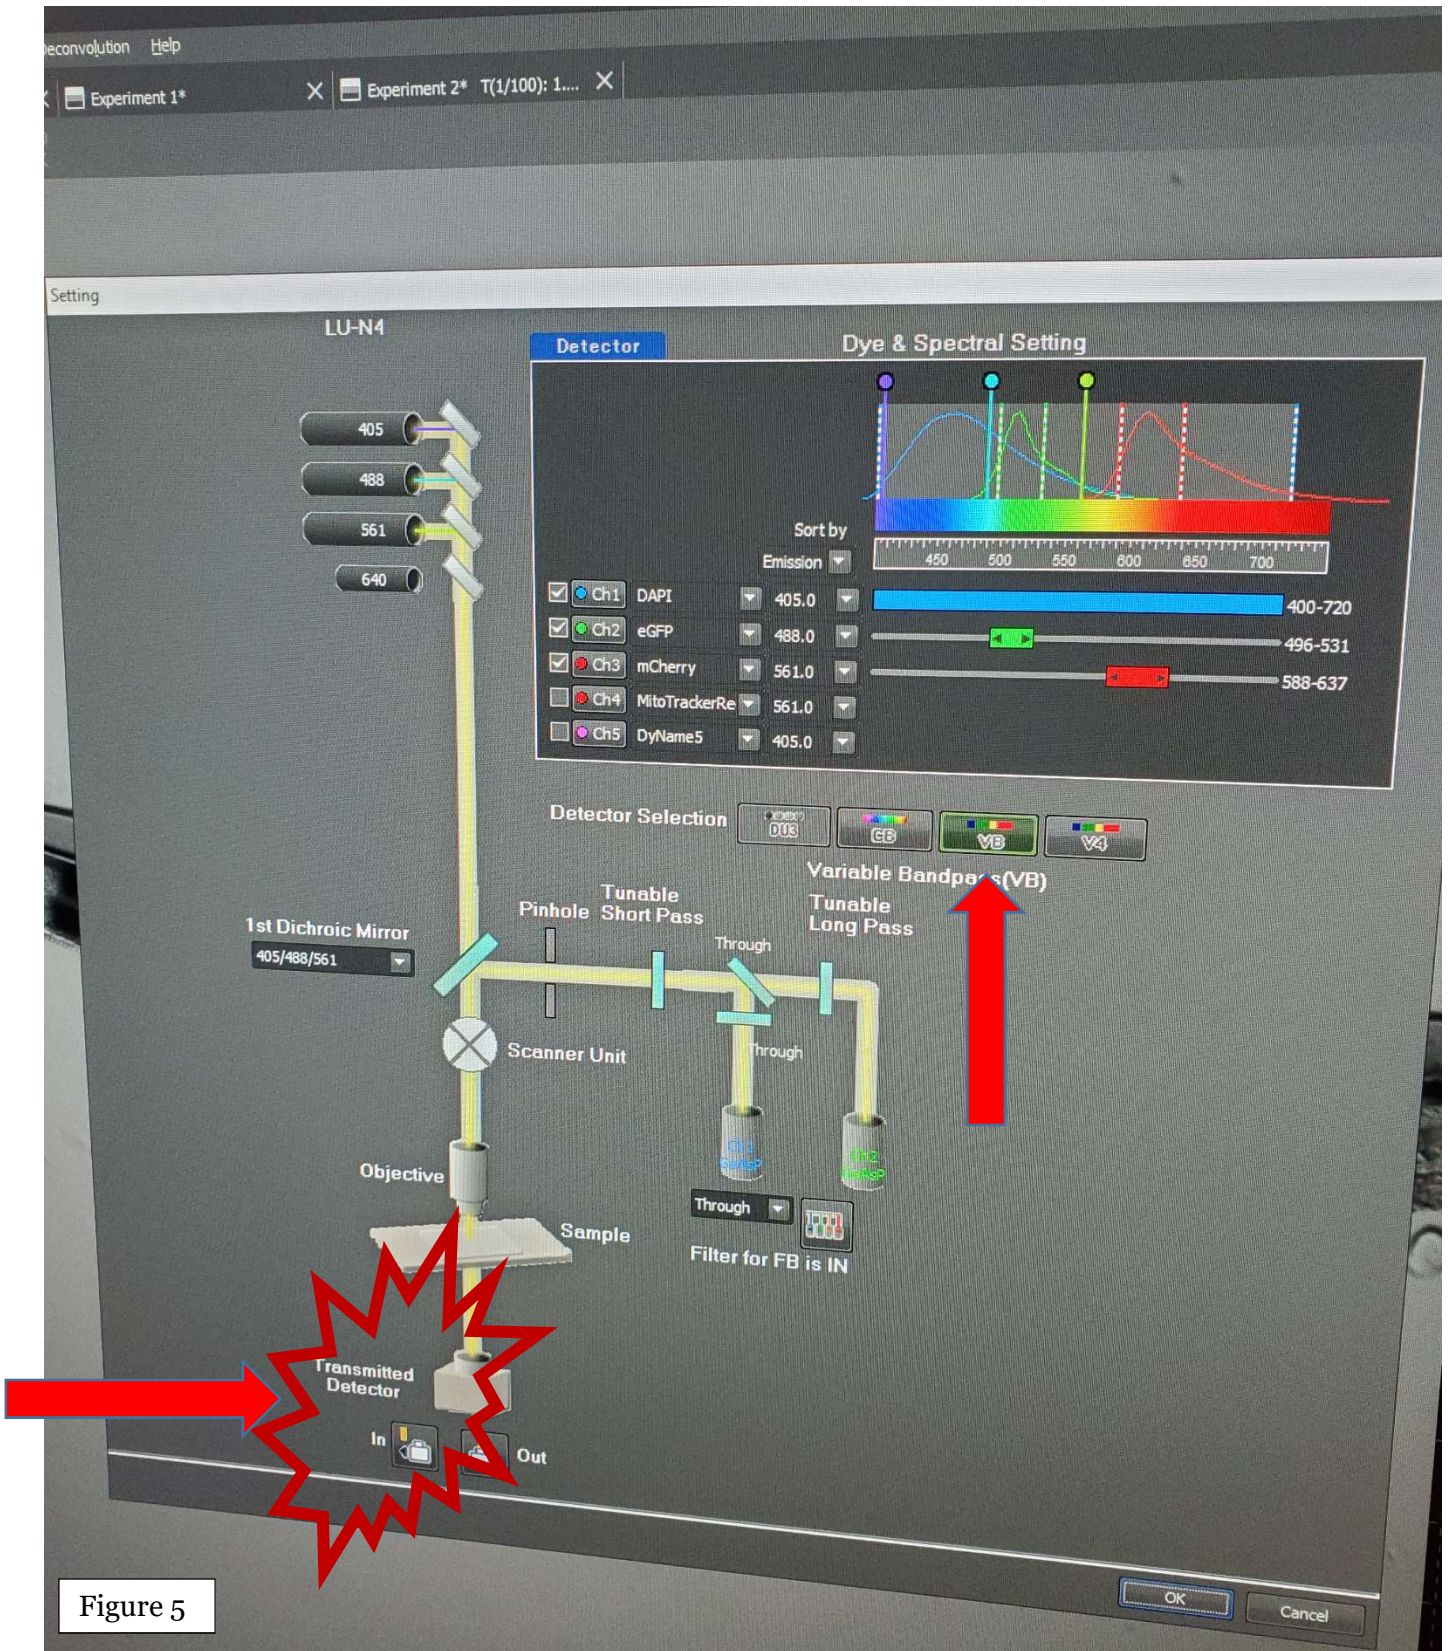 Deconvolution Help
Experiment 1* Experiment 2* T(1/100): 1....
Setting
LU-N4
Detector
Dye & Spectral Setting
405
488
561
640
Sort by
Emission
450 500 550 600 650 700
Ch1 DAPI 405.0 400-720
Ch2 eGFP 488.0 496-531
Ch3 mCherry 561.0 588-637
Ch4 MitoTrackerRe 561.0
Ch5 DyName5 405.0
Detector Selection DU3 GB VB V4
Variable Bandpass(VB)
1st Dichroic Mirror
405/488/561
Pinhole
Tunable
Short Pass
Through
Tunable
Long Pass
Scanner Unit
Through
Objective
Ch1
GaAsP
Ch2
GaAsP
Through
Sample
Filter for FB is IN
Transmitted
Detector
In
Out
OK Cancel
Figure 5